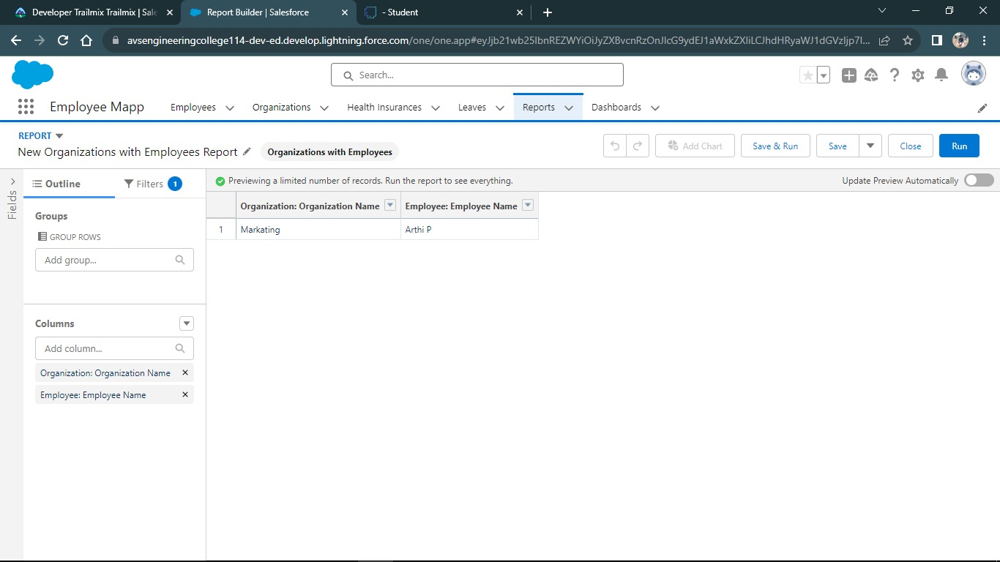 Developer Trailmix Trailmix | Sale
Report Builder | Salesforce
- Student
avsengineeringcollege114-dev-ed.develop.lightning.force.com/one/one.app#
Search...
Employee Mapp
Employees
Organizations
Health Insurances
Leaves
Reports
Dashboards
REPORT
New Organizations with Employees Report
Organizations with Employees
Add Chart
Save & Run
Save
Close
Run
Fields
Outline
Filters 1
Previewing a limited number of records. Run the report to see everything.
Update Preview Automatically
Groups
GROUP ROWS
Add group...
Columns
Add column...
Organization: Organization Name
Employee: Employee Name
Organization: Organization Name Employee: Employee Name
1 Markating Arthi P